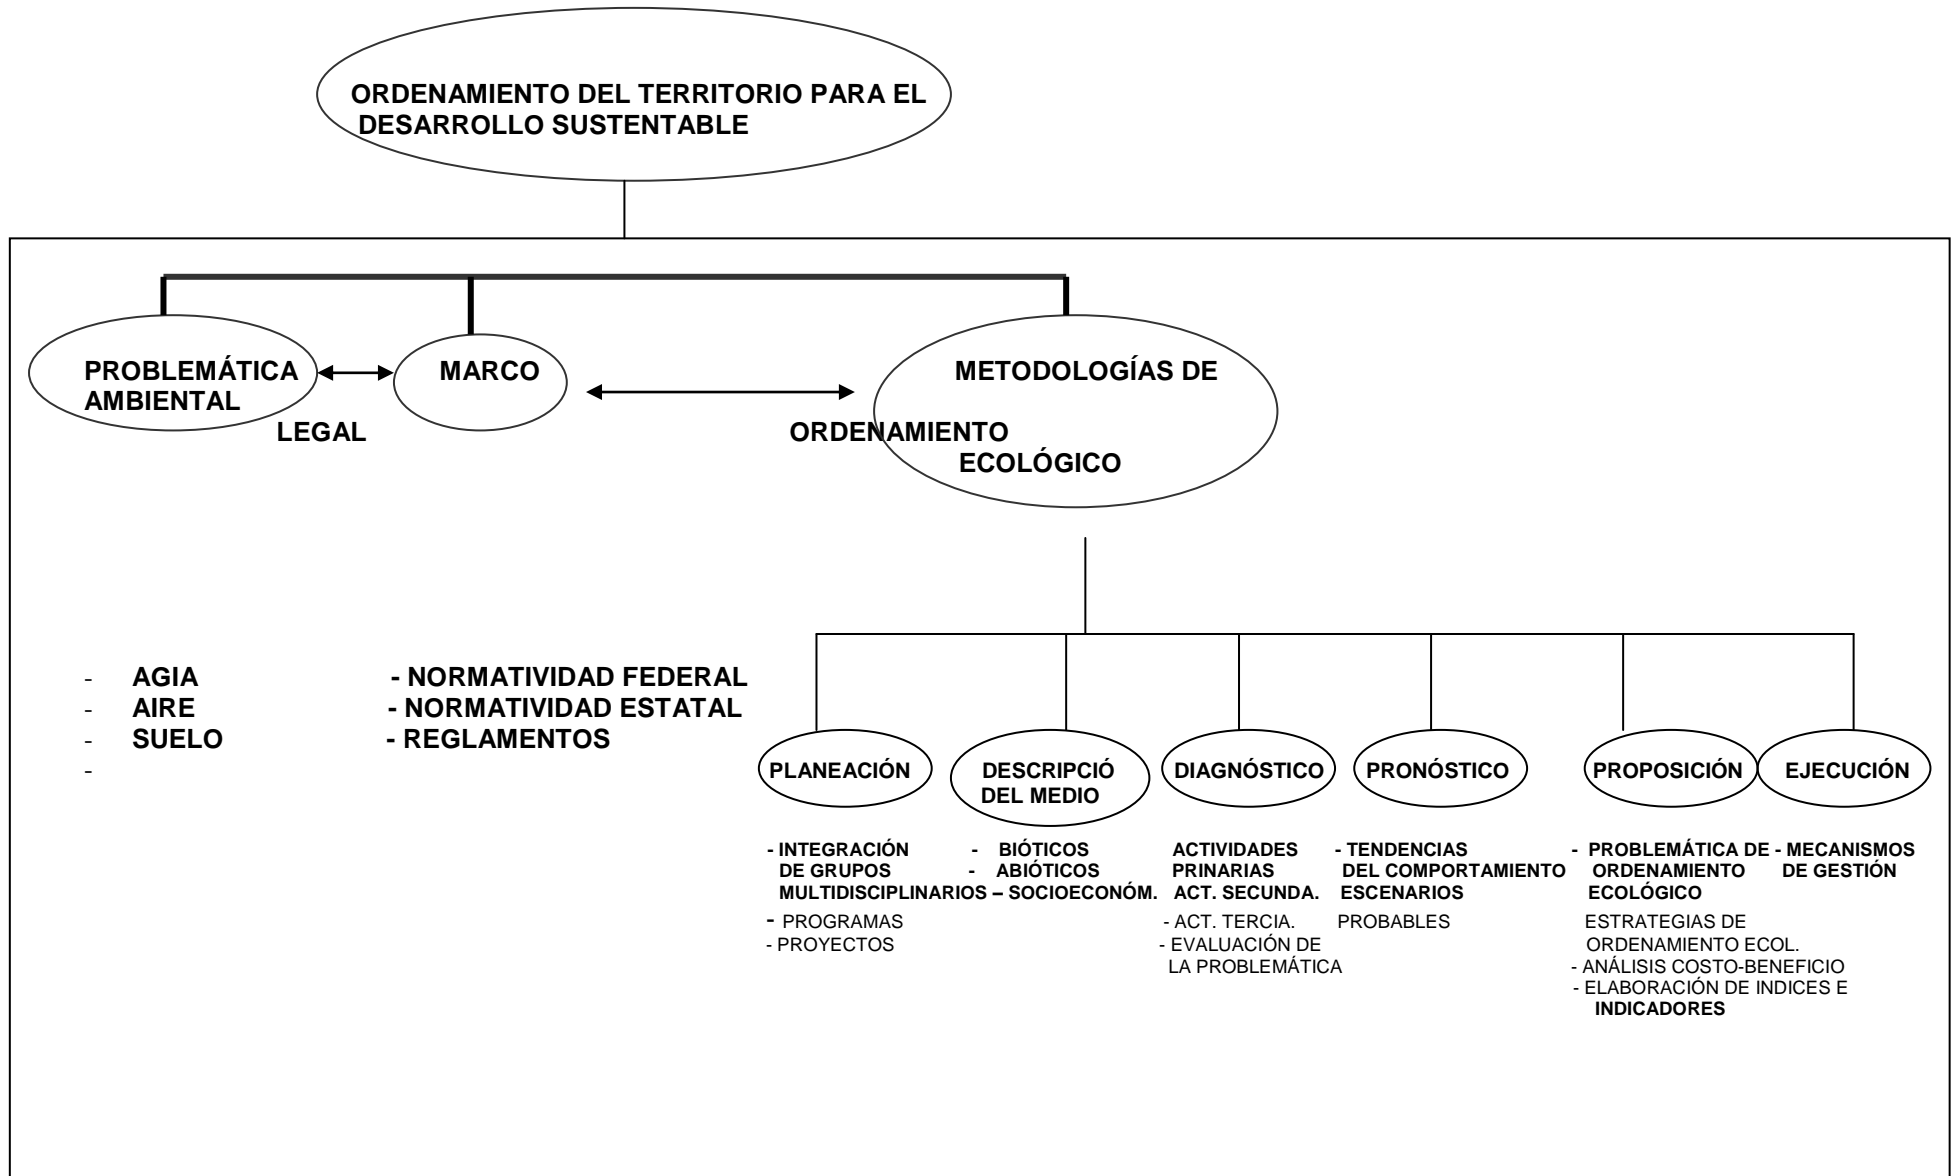 ORDENAMIENTO DEL TERRITORIO PARA EL
DESARROLLO SUSTENTABLE
PROBLEMÁTICA
AMBIENTAL
MARCO
LEGAL
METODOLOGÍAS DE
ORDENAMIENTO
ECOLÓGICO
- AGIA
- AIRE
- SUELO
-
- NORMATIVIDAD FEDERAL
- NORMATIVIDAD ESTATAL
- REGLAMENTOS
PLANEACIÓN
- INTEGRACIÓN
DE GRUPOS
MULTIDISCIPLINARIOS
- PROGRAMAS
- PROYECTOS
DESCRIPCIÓ
DEL MEDIO
- BIÓTICOS
- ABIÓTICOS
– SOCIOECONÓM.
DIAGNÓSTICO
ACTIVIDADES
PRINARIAS
ACT. SECUNDA.
- ACT. TERCIA.
- EVALUACIÓN DE
LA PROBLEMÁTICA
PRONÓSTICO
- TENDENCIAS
DEL COMPORTAMIENTO
ESCENARIOS
PROBABLES
PROPOSICIÓN
- PROBLEMÁTICA DE
ORDENAMIENTO
ECOLÓGICO
ESTRATEGIAS DE
ORDENAMIENTO ECOL.
- ANÁLISIS COSTO-BENEFICIO
- ELABORACIÓN DE INDICES E
INDICADORES
EJECUCIÓN
- MECANISMOS
DE GESTIÓN